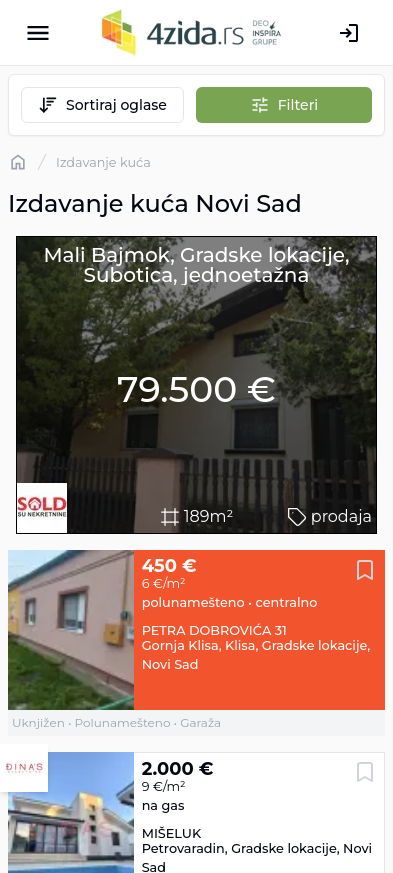 4zida.rs
DEO
INSPIRA
GRUPE
Sortiraj oglase
Filteri
/ Izdavanje kuća
Izdavanje kuća Novi Sad
Mali Bajmok, Gradske lokacije,
Subotica, jednoetažna
79.500 €
SOLD
SU NEKRETNINE
189m²
prodaja
450 €
6 €/m²
polunamešteno • centralno
PETRA DOBROVIĆA 31
Gornja Klisa, Klisa, Gradske lokacije,
Novi Sad
Uknjižen • Polunamešteno • Garaža
ĐINAS
2.000 €
9 €/m²
na gas
MIŠELUK
Petrovaradin, Gradske lokacije, Novi
Sad